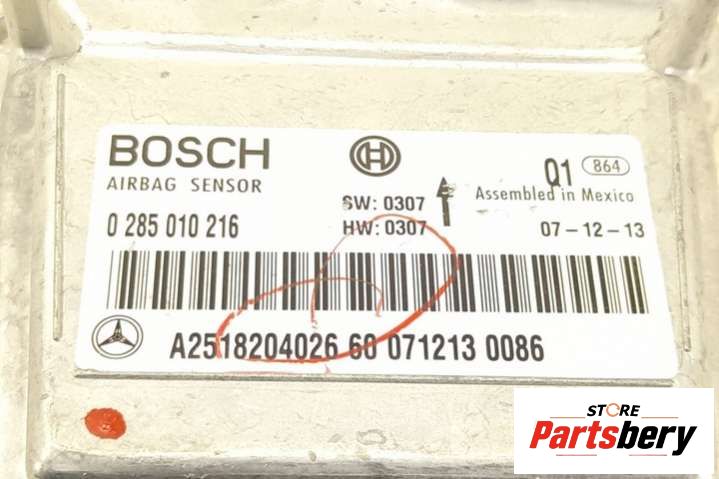 BOSCH
AIRBAG SENSOR
0 285 010 216
SW: 0307
HW: 0307
Q1 864
Assembled in Mexico
07-12-13
A2518204026 60 071213 0086
STORE
Partsbery